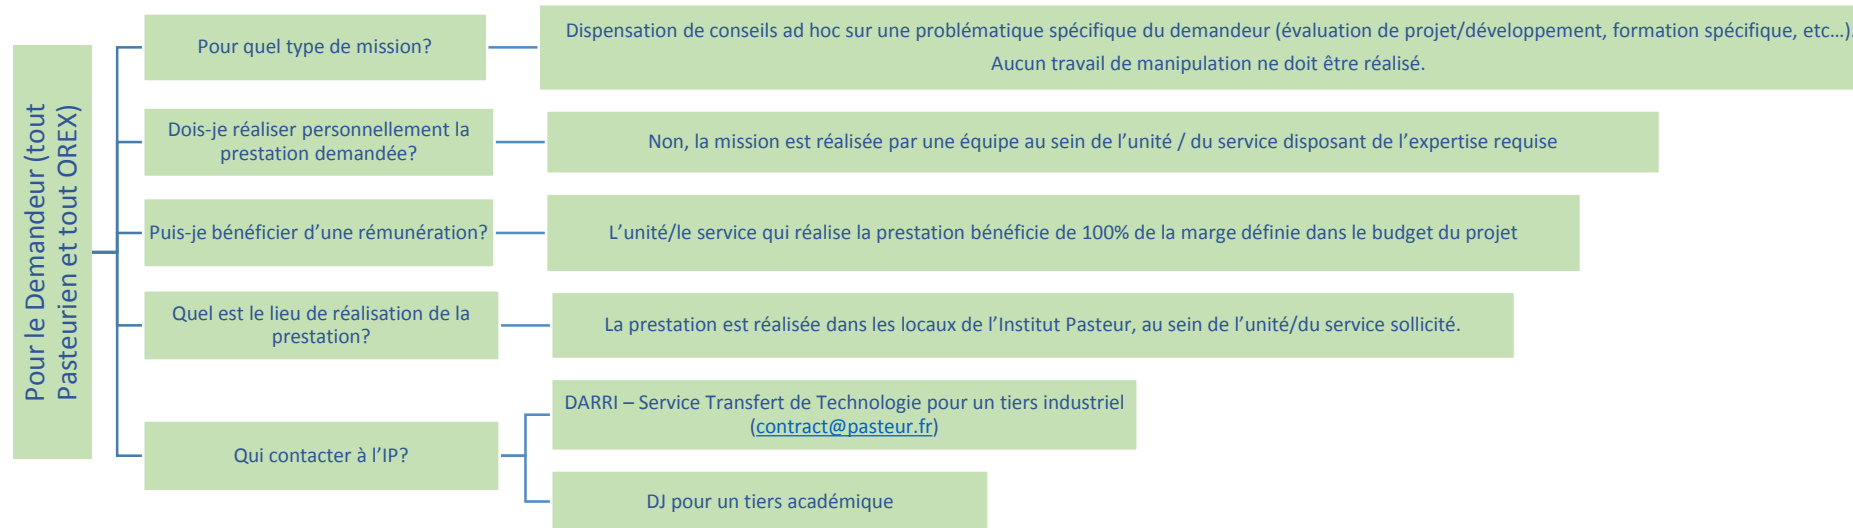 Pour le Demandeur (tout
Pasteurien et tout OREX)
Pour quel type de mission?
Dispensation de conseils ad hoc sur une problématique spécifique du demandeur (évaluation de projet/développement, formation spécifique, etc…).
Aucun travail de manipulation ne doit être réalisé.
Dois-je réaliser personnellement la
prestation demandée?
Non, la mission est réalisée par une équipe au sein de l’unité / du service disposant de l’expertise requise
Puis-je bénéficier d’une rémunération?
L’unité/le service qui réalise la prestation bénéficie de 100% de la marge définie dans le budget du projet
Quel est le lieu de réalisation de la
prestation?
La prestation est réalisée dans les locaux de l’Institut Pasteur, au sein de l’unité/du service sollicité.
Qui contacter à l’IP?
DARRI – Service Transfert de Technologie pour un tiers industriel
(contract@pasteur.fr)
DJ pour un tiers académique